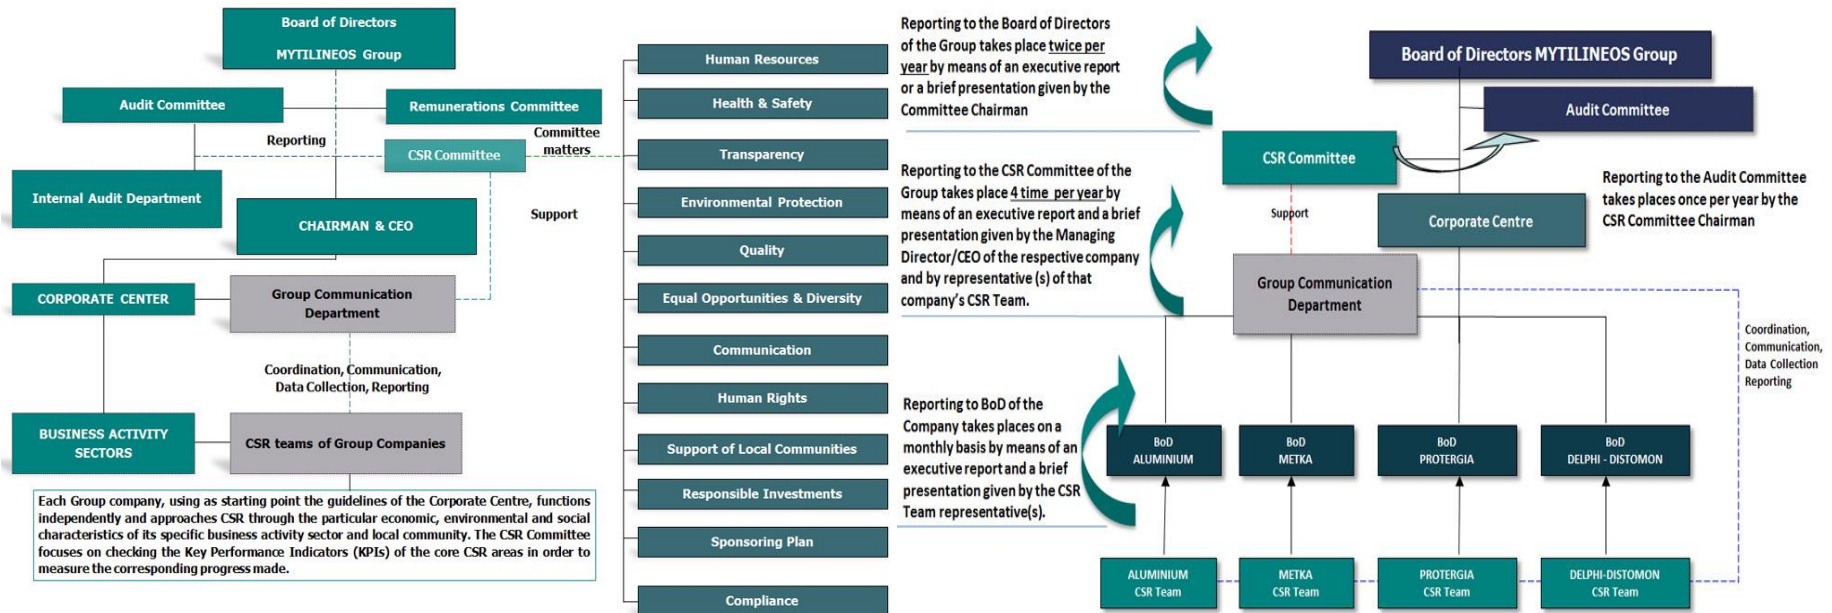 Board of Directors
MYTILINEOS Group
Audit Committee
Remunerations Committee
Reporting
CSR Committee
Committee
matters
Internal Audit Department
Support
CHAIRMAN & CEO
CORPORATE CENTER
Group Communication
Department
Coordination, Communication,
Data Collection, Reporting
BUSINESS ACTIVITY
SECTORS
CSR teams of Group Companies
Each Group company, using as starting point the guidelines of the Corporate Centre, functions
independently and approaches CSR through the particular economic, environmental and social
characteristics of its specific business activity sector and local community. The CSR Committee
focuses on checking the Key Performance Indicators (KPIs) of the core CSR areas in order to
measure the corresponding progress made.
Human Resources
Health & Safety
Transparency
Environmental Protection
Quality
Equal Opportunities & Diversity
Communication
Human Rights
Support of Local Communities
Responsible Investments
Sponsoring Plan
Compliance
Reporting to the Board of Directors
of the Group takes place twice per
year by means of an executive report
or a brief presentation given by the
Committee Chairman
Reporting to the CSR Committee of the
Group takes place 4 time per year by
means of an executive report and a brief
presentation given by the Managing
Director/CEO of the respective company
and by representative (s) of that
company's CSR Team.
Reporting to BoD of the
Company takes places on a
monthly basis by means of an
executive report and a brief
presentation given by the CSR
Team representative(s).
Board of Directors MYTILINEOS Group
Audit Committee
CSR Committee
Reporting to the Audit Committee
takes places once per year by the
CSR Committee Chairman
Support
Corporate Centre
Group Communication
Department
Coordination,
Communication,
Data Collection
Reporting
BoD
ALUMINIUM
BoD
METKA
BoD
PROTERGIA
BoD
DELPHI - DISTOMON
ALUMINIUM
CSR Team
METKA
CSR Team
PROTERGIA
CSR Team
DELPHI-DISTOMON
CSR Team